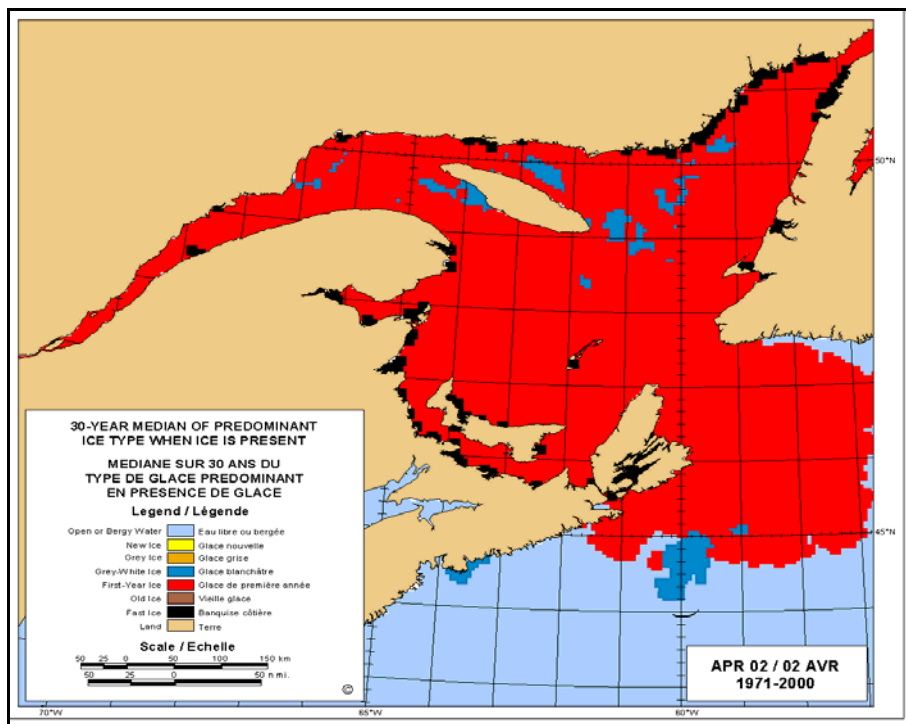 50°N
30-YEAR MEDIAN OF PREDOMINANT
ICE TYPE WHEN ICE IS PRESENT
MEDIANE SUR 30 ANS DU
TYPE DE GLACE PREDOMINANT
EN PRESENCE DE GLACE
Legend / Légende
Open or Bergy Water Eau libre ou bergée
New Ice Glace nouvelle
Grey Ice Glace grise
Grey-White Ice Glace blanchâtre
First-Year Ice Glace de première année
Old Ice Vieille glace
Fast Ice Banquise côtière
Land Terre
Scale / Echelle
50 25 0 50 100 150 km
50 25 0 50 n mi.
©
45°N
APR 02 / 02 AVR
1971-2000
70°W 65°W 60°W